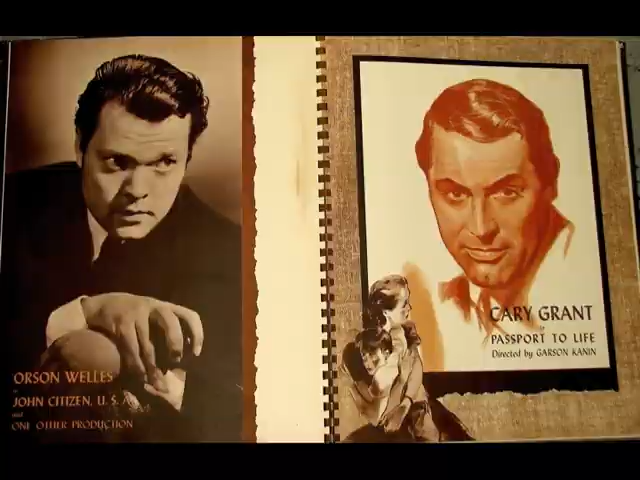 ORSON WELLES
in
JOHN CITIZEN, U. S. A.
and
ONE OTHER PRODUCTION
CARY GRANT
in
PASSPORT TO LIFE
Directed by GARSON KANIN